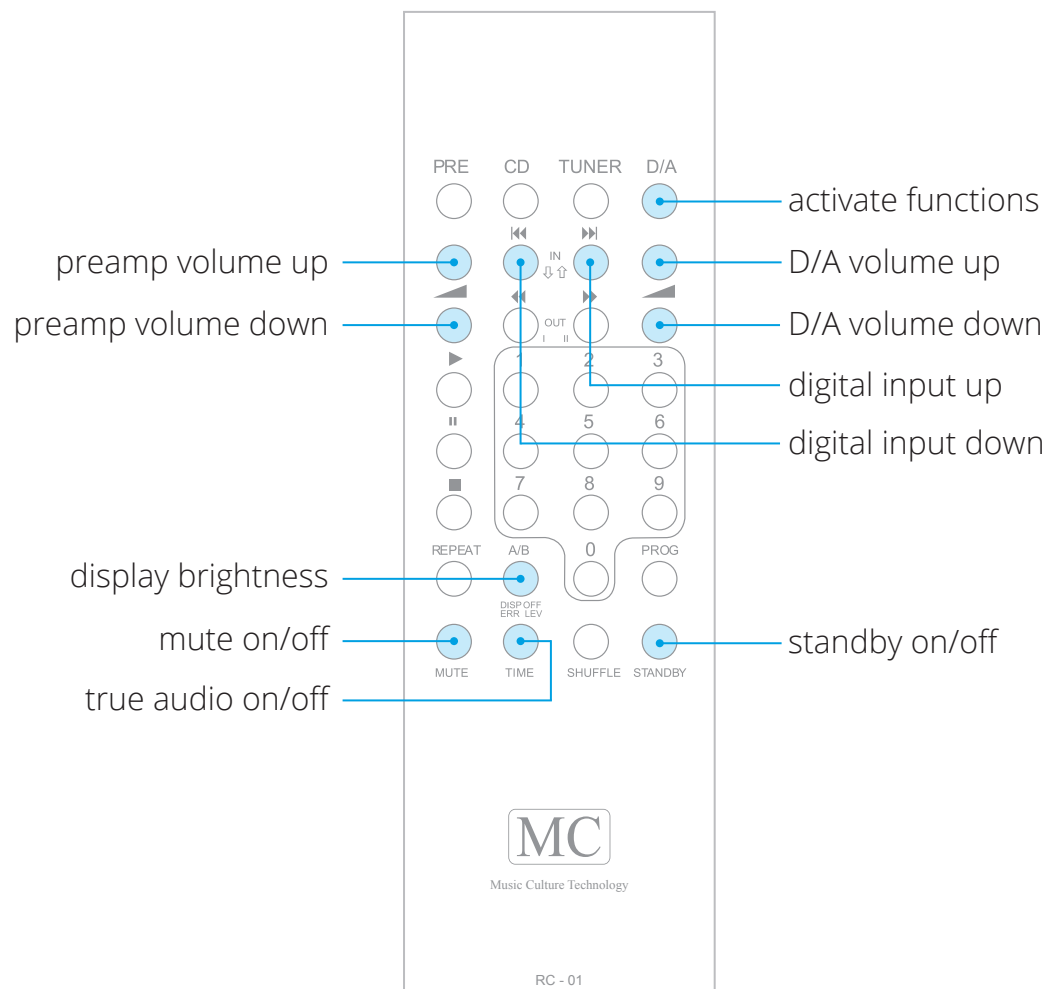 PRE CD TUNER D/A
activate functions
preamp volume up
IN
D/A volume up
preamp volume down
OUT
I II
D/A volume down
1 2 3
digital input up
4 5 6
digital input down
7 8 9
REPEAT A/B 0 PROG
display brightness
DISP OFF
ERR LEV
mute on/off
standby on/off
MUTE TIME SHUFFLE STANDBY
true audio on/off
MC
Music Culture Technology
RC - 01